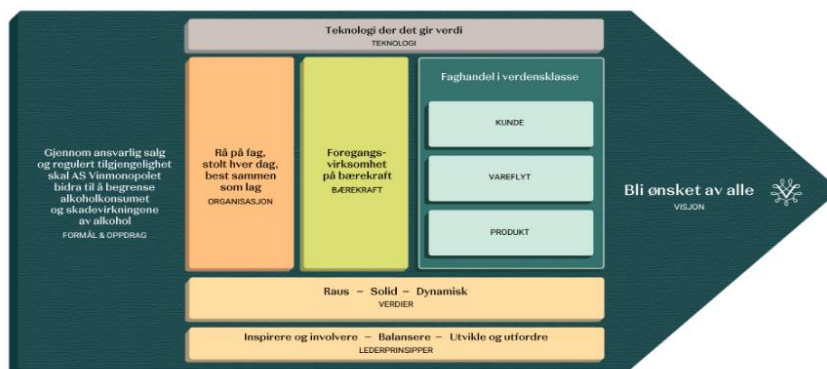 Teknologi der det gir verdi
TEKNOLOGI
Gjennom ansvarlig salg
og regulert tilgjengelighet
skal AS Vinmonopolet
bidra til å begrense
alkoholkonsumet
og skadevirkningene
av alkohol
FORMÅL & OPPDRAG
Rå på fag,
stolt hver dag,
best sammen
som lag
ORGANISASJON
Foregangs-
virksomhet
på bærekraft
BÆREKRAFT
Faghandel i verdensklasse
KUNDE
VAREFLYT
PRODUKT
Bli ønsket av alle
VISJON
Raus – Solid – Dynamisk
VERDIER
Inspirere og involvere – Balansere – Utvikle og utfordre
LEDERPRINSIPPER